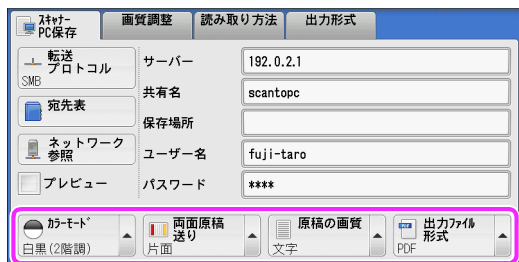 スキャナー
PC保存
画質調整
読み取り方法
出力形式
転送
プロトコル
SMB
宛先表
ネットワーク
参照
プレビュー
サーバー
192.0.2.1
共有名
scantopc
保存場所
ユーザー名
fuji-taro
パスワード
****
カラーモード
白黒(2階調)
両面原稿
送り
片面
原稿の画質
文字
出力ファイル
形式
PDF